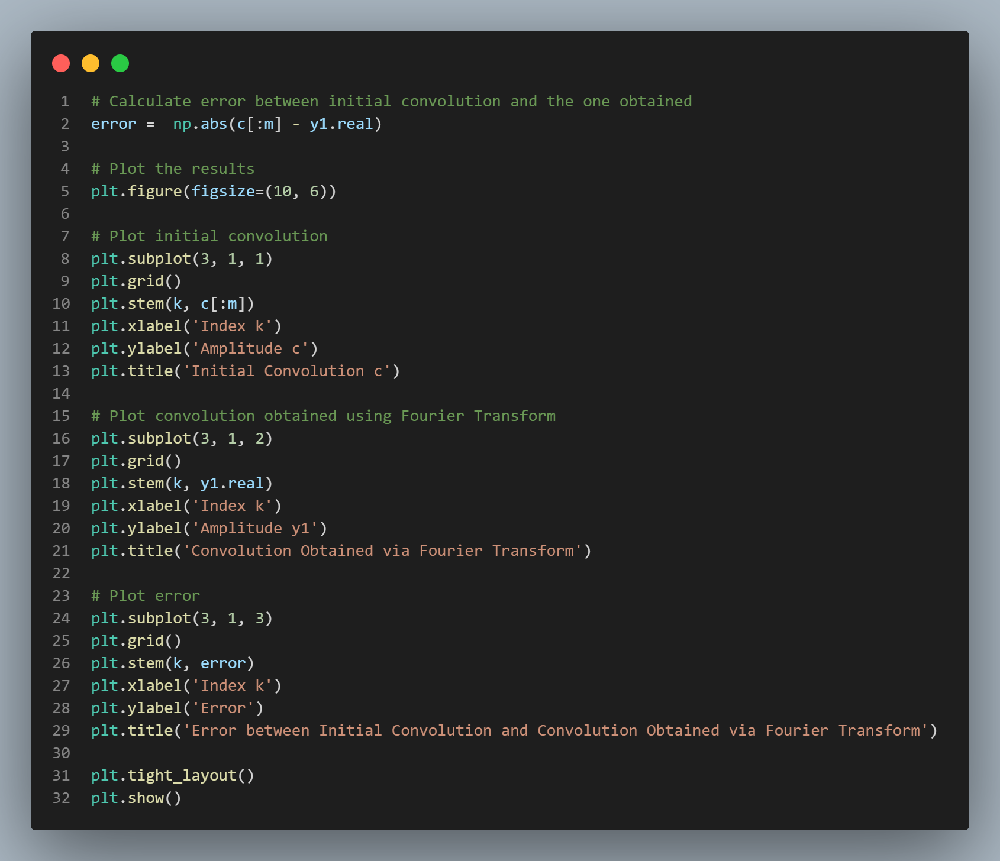 1 # Calculate error between initial convolution and the one obtained
2 error =  np.abs(c[:m] - y1.real)
3
4 # Plot the results
5 plt.figure(figsize=(10, 6))
6
7 # Plot initial convolution
8 plt.subplot(3, 1, 1)
9 plt.grid()
10 plt.stem(k, c[:m])
11 plt.xlabel('Index k')
12 plt.ylabel('Amplitude c')
13 plt.title('Initial Convolution c')
14
15 # Plot convolution obtained using Fourier Transform
16 plt.subplot(3, 1, 2)
17 plt.grid()
18 plt.stem(k, y1.real)
19 plt.xlabel('Index k')
20 plt.ylabel('Amplitude y1')
21 plt.title('Convolution Obtained via Fourier Transform')
22
23 # Plot error
24 plt.subplot(3, 1, 3)
25 plt.grid()
26 plt.stem(k, error)
27 plt.xlabel('Index k')
28 plt.ylabel('Error')
29 plt.title('Error between Initial Convolution and Convolution Obtained via Fourier Transform')
30
31 plt.tight_layout()
32 plt.show()